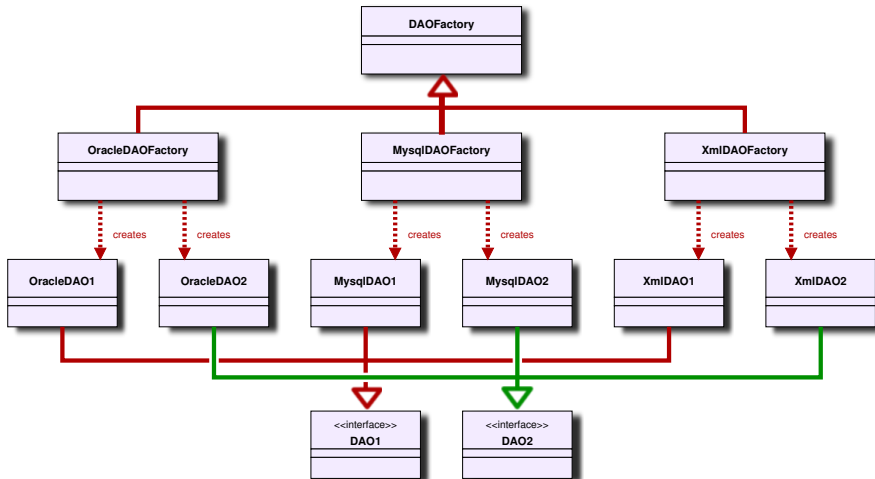 DAOFactory
OracleDAOFactory
MysqlDAOFactory
XmlDAOFactory
creates
creates
creates
creates
creates
creates
OracleDAO1
OracleDAO2
MysqlDAO1
MysqlDAO2
XmlDAO1
XmlDAO2
<<interface>>
DAO1
<<interface>>
DAO2